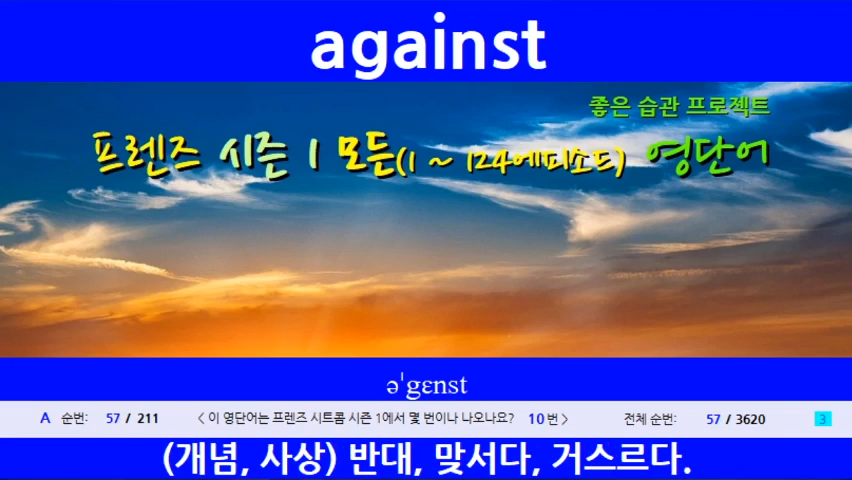 against
좋은 습관 프로젝트
프렌즈 시즌 1 모든(1 ~ 124에피소드) 영단어
ə'gɛnst
A 순번: 57 / 211 < 이 영단어는 프렌즈 시트콤 시즌 1에서 몇 번이나 나오나요? 10 번 > 전체 순번: 57 / 3620 3
(개념, 사상) 반대, 맞서다, 거스르다.